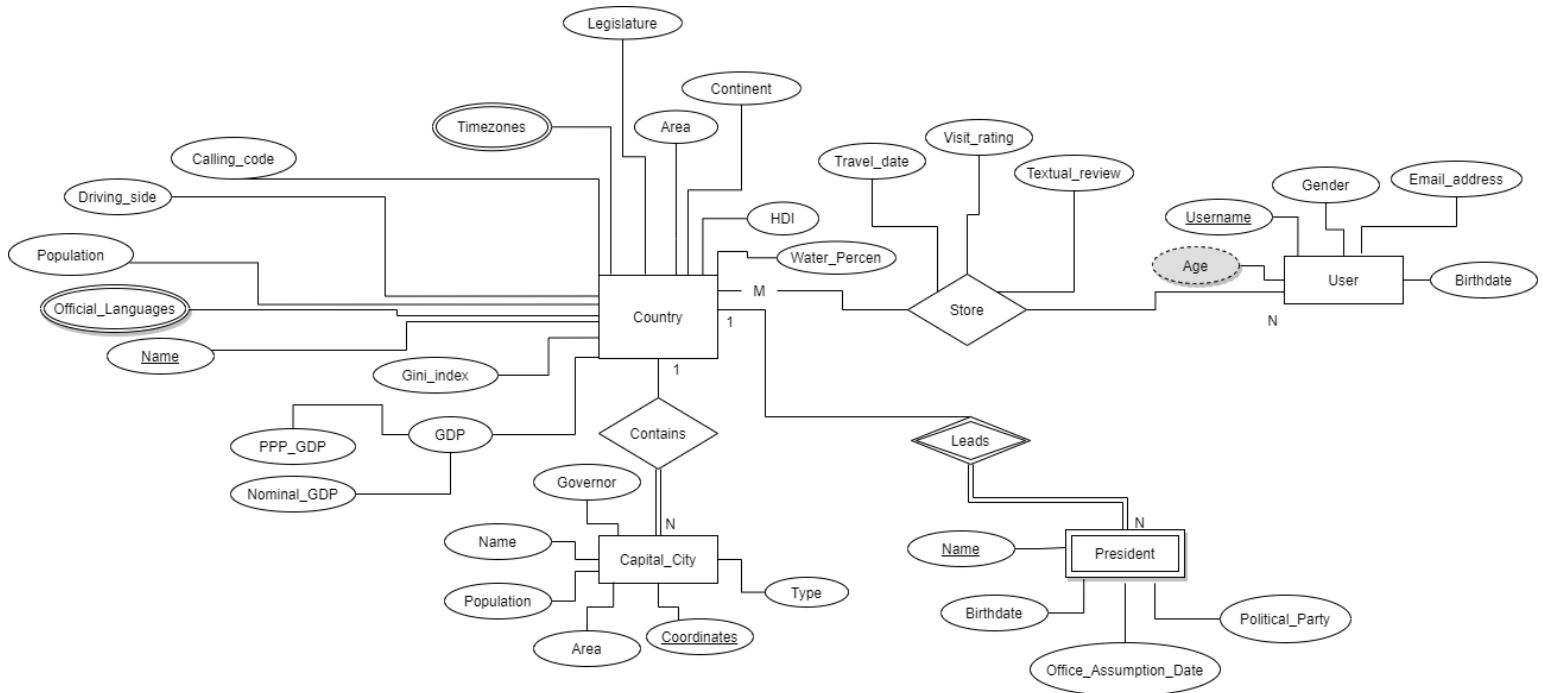 Legislature
Continent
Timezones
Area
Visit_rating
Calling_code
Travel_date
Textual_review
Gender
Email_address
Driving_side
HDI
Username
Population
Water_Percen
Age
User
Birthdate
Official_Languages
M
Country
Store
1
N
Name
Gini_index
1
GDP
PPP_GDP
Contains
Leads
Nominal_GDP
Governor
N
N
Name
Capital_City
Name
President
Type
Population
Birthdate
Political_Party
Area
Coordinates
Office_Assumption_Date